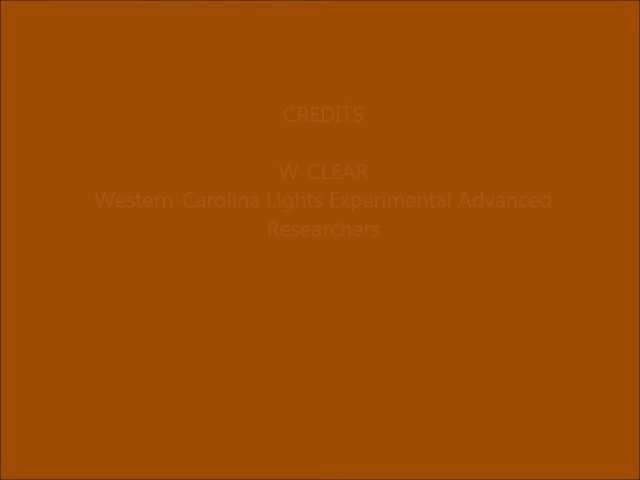 CREDITS
W-CLEAR
Western-Carolina Lights Experimental Advanced
Researchers